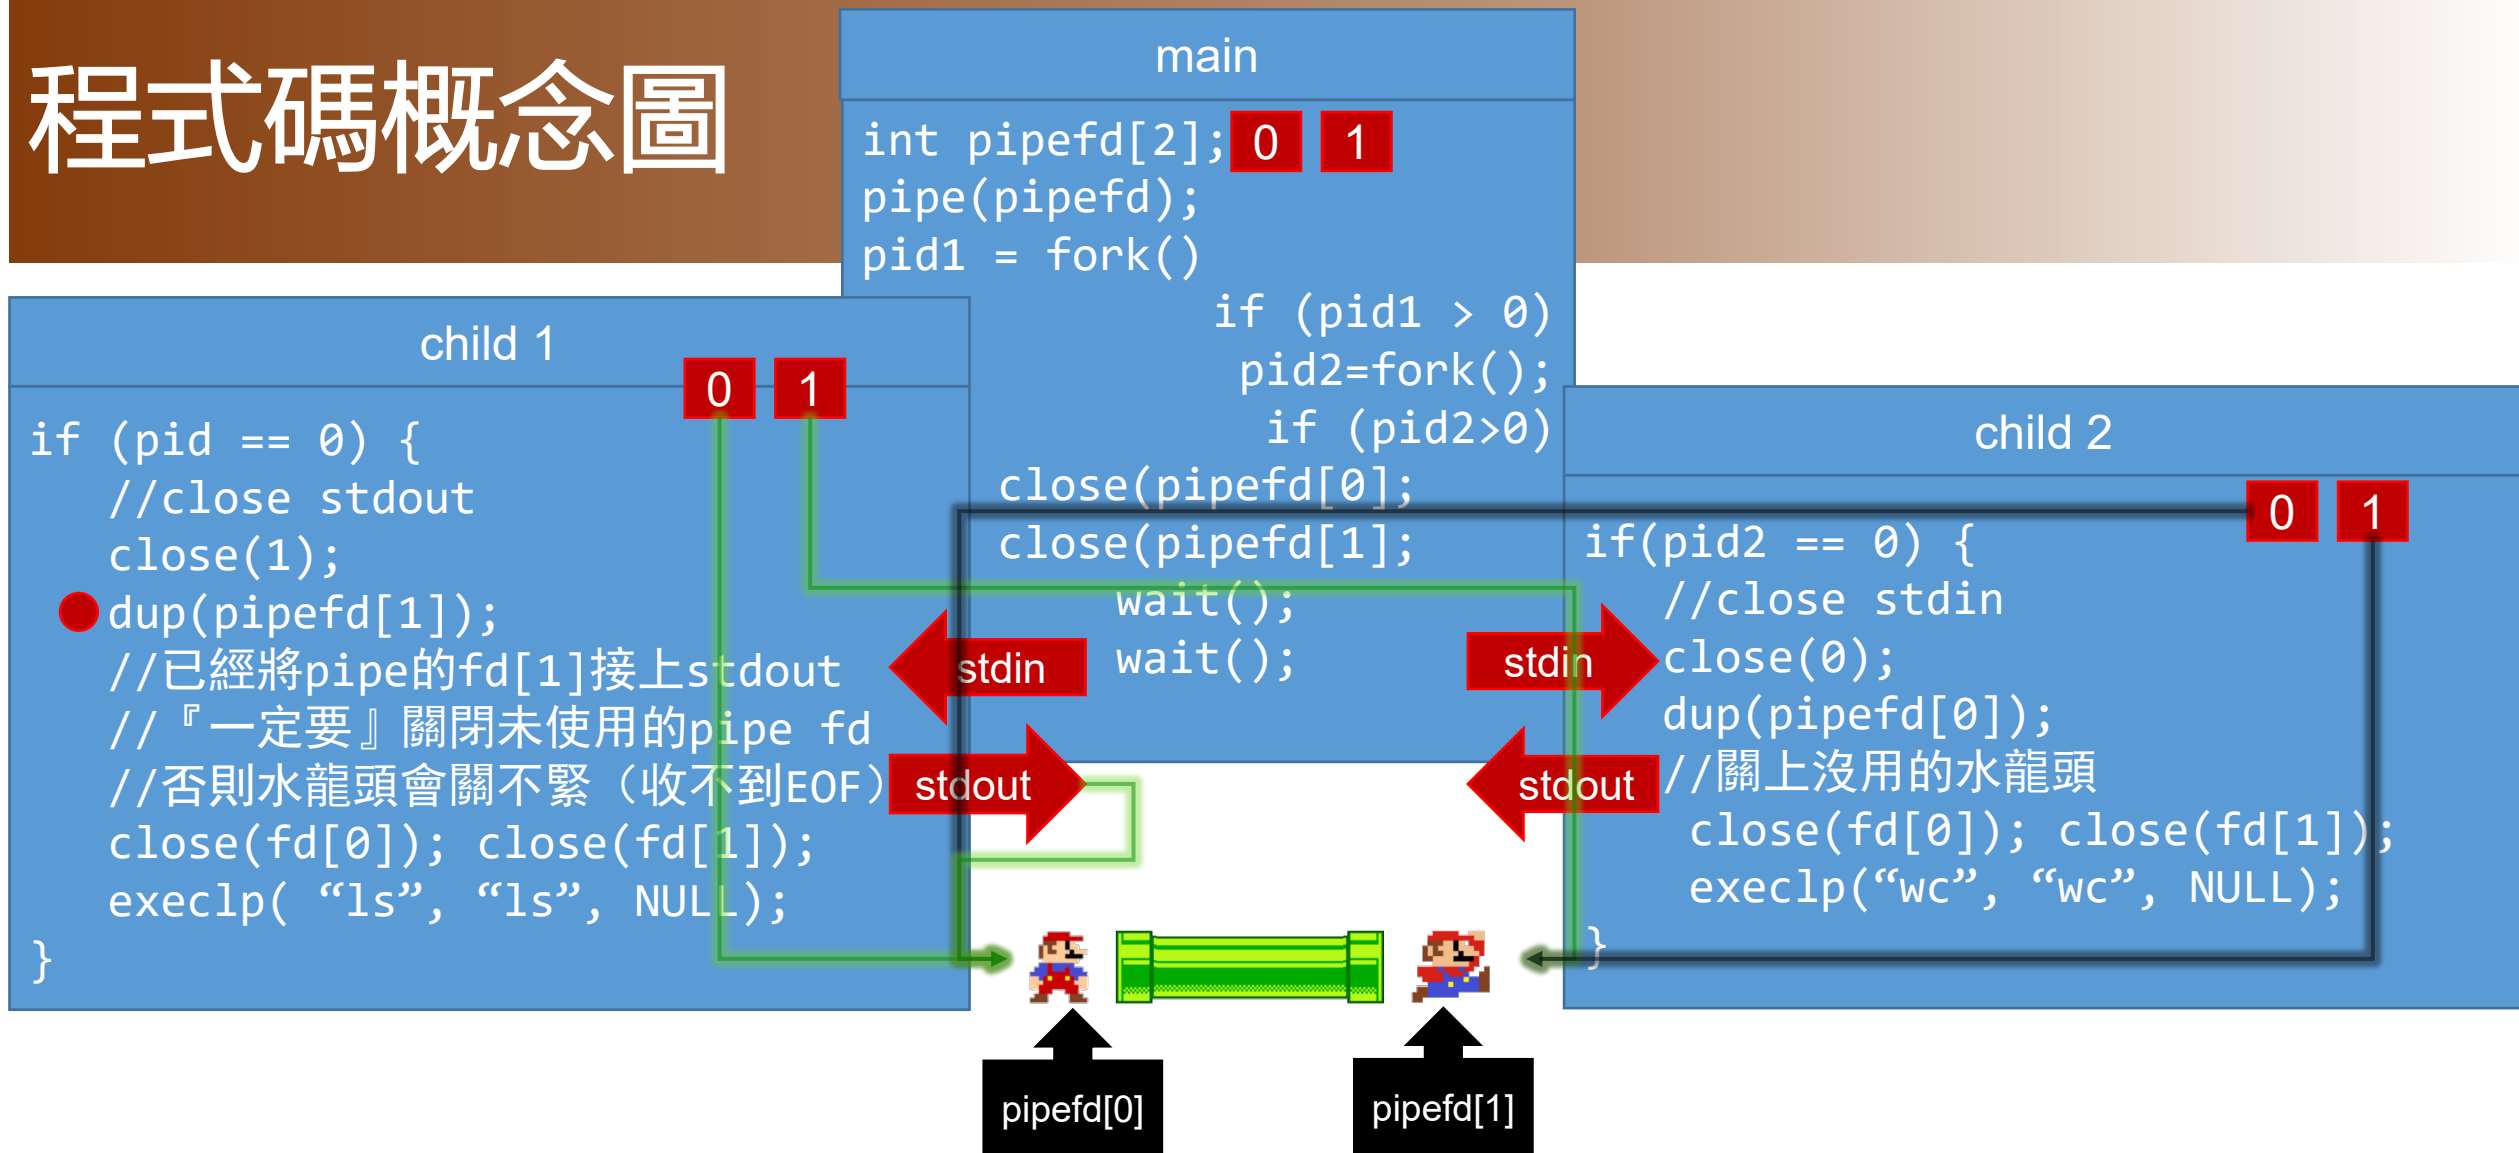 程式碼概念圖
main
int pipefd[2]; 0 1
pipe(pipefd);
pid1 = fork()
if (pid1 > 0)
pid2=fork();
if (pid2>0)
close(pipefd[0];
close(pipefd[1];
wait();
wait();
child 1
0 1
if (pid == 0) {
//close stdout
close(1);
dup(pipefd[1]);
//已經將pipe的fd[1]接上stdout
//『一定要』關閉未使用的pipe fd
//否則水龍頭會關不緊（收不到EOF）
close(fd[0]); close(fd[1]);
execlp( “ls”, “ls”, NULL);
}
stdin
stdout
child 2
0 1
if(pid2 == 0) {
//close stdin
close(0);
dup(pipefd[0]);
//關上沒用的水龍頭
close(fd[0]); close(fd[1]);
execlp(“wc”, “wc”, NULL);
}
stdin
stdout
pipefd[0]
pipefd[1]